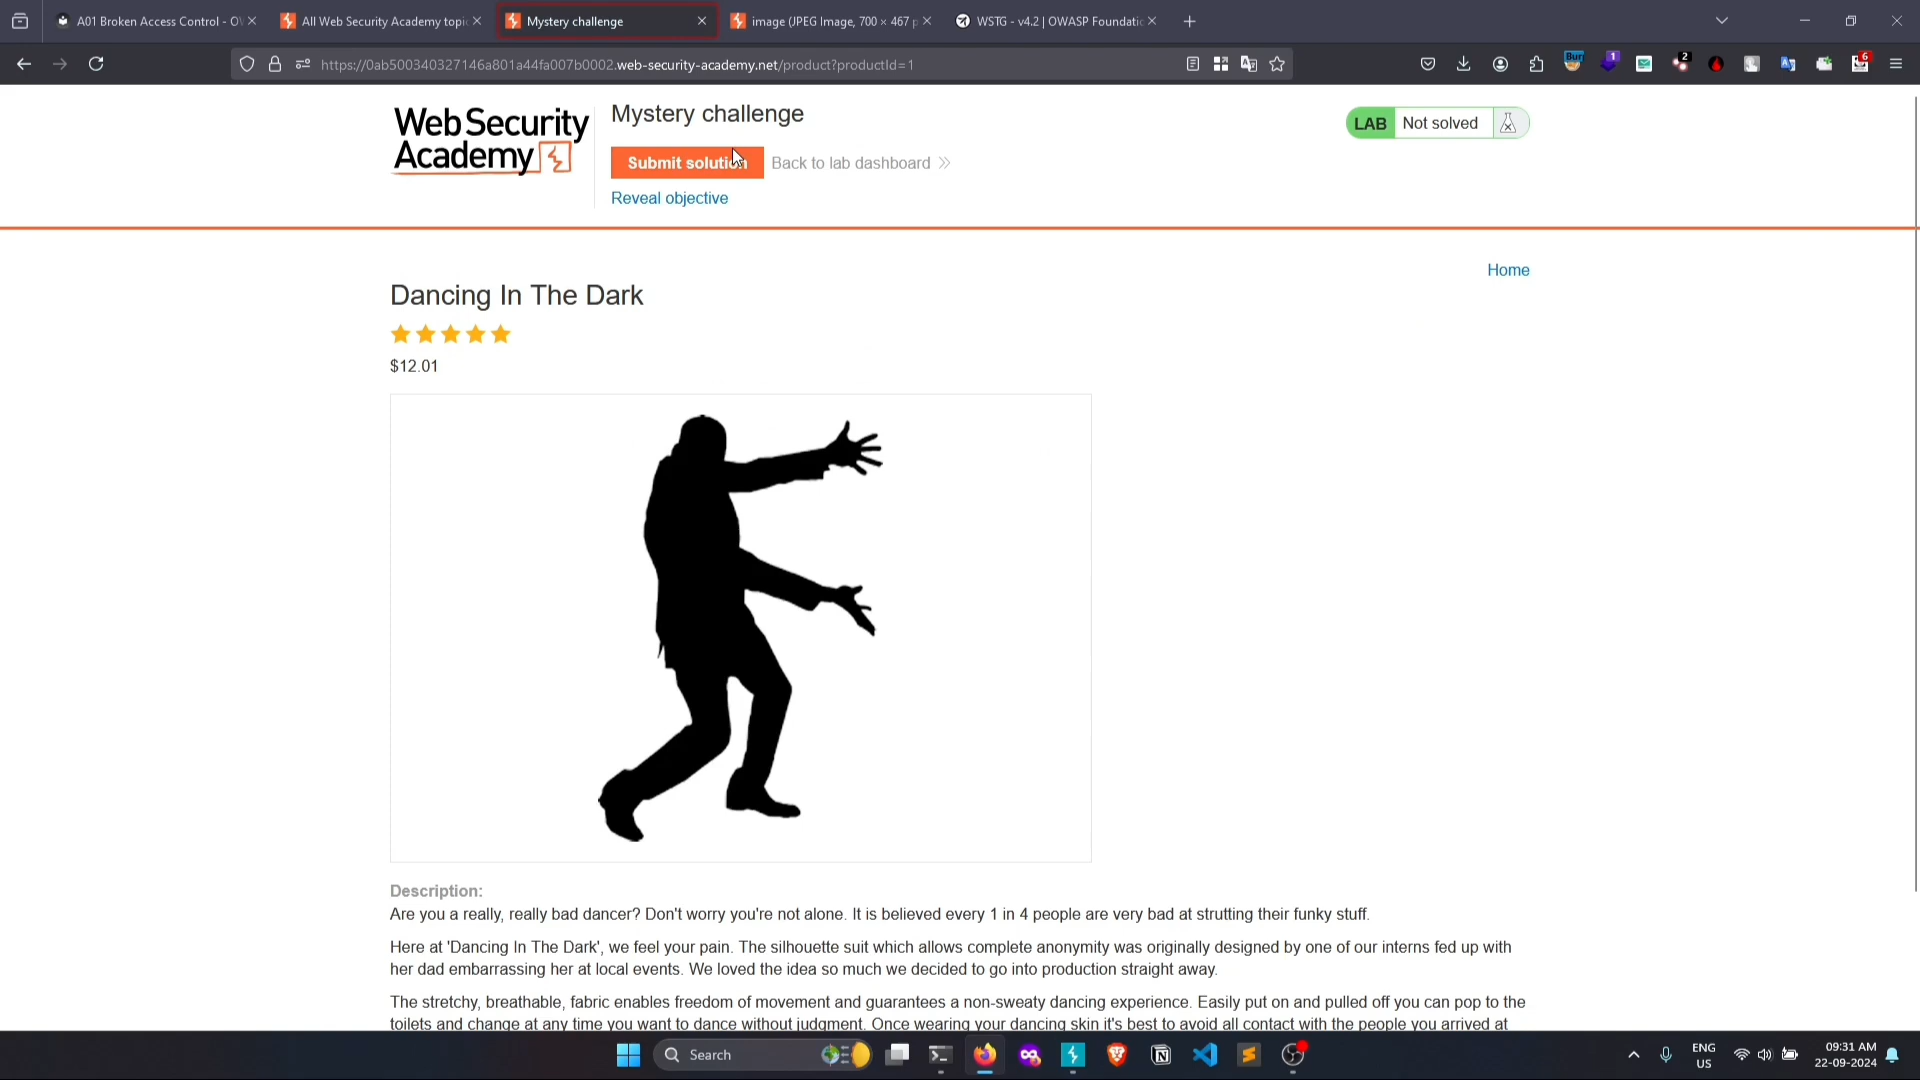 A01 Broken Access Control - OV
All Web Security Academy topic
Mystery challenge
image (JPEG Image, 700 × 467 p
WSTG - v4.2 | OWASP Foundatic
https://0ab500340327146a801a44fa007b0002.web-security-academy.net/product?productId=1
Bur
1
2
6
Web Security
Academy
Mystery challenge
Submit solution
Back to lab dashboard
Reveal objective
LAB
Not solved
Home
Dancing In The Dark
$12.01
Description:
Are you a really, really bad dancer? Don't worry you're not alone. It is believed every 1 in 4 people are very bad at strutting their funky stuff.
Here at 'Dancing In The Dark', we feel your pain. The silhouette suit which allows complete anonymity was originally designed by one of our interns fed up with
her dad embarrassing her at local events. We loved the idea so much we decided to go into production straight away.
The stretchy, breathable, fabric enables freedom of movement and guarantees a non-sweaty dancing experience. Easily put on and pulled off you can pop to the
toilets and change at any time you want to dance without judgment. Once wearing your dancing skin it's best to avoid all contact with the people you arrived at
Search
ENG
US
09:31 AM
22-09-2024